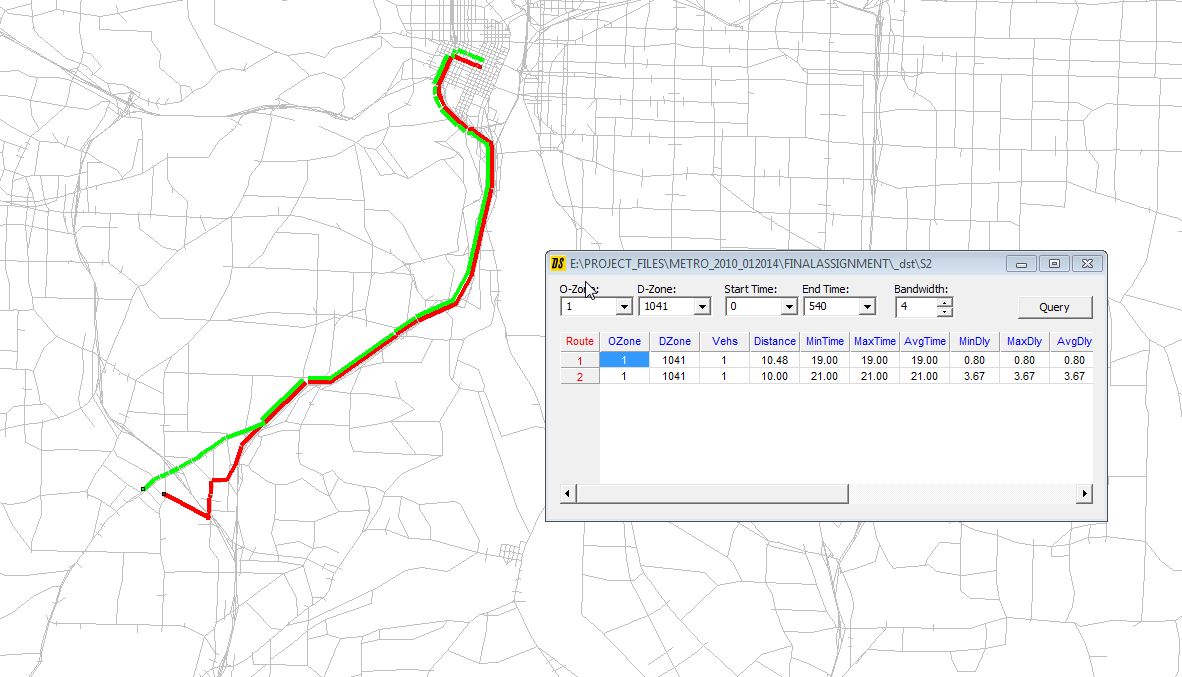 DS E:\PROJECT_FILES\METRO_2010_012014\FINALASSIGNMENT\_dst\S2
O-Zone: D-Zone: Start Time: End Time: Bandwidth:
1 1041 0 540 4 Query
Route OZone DZone Vehs Distance MinTime MaxTime AvgTime MinDly MaxDly AvgDly
1 1 1041 1 10.48 19.00 19.00 19.00 0.80 0.80 0.80
2 1 1041 1 10.00 21.00 21.00 21.00 3.67 3.67 3.67